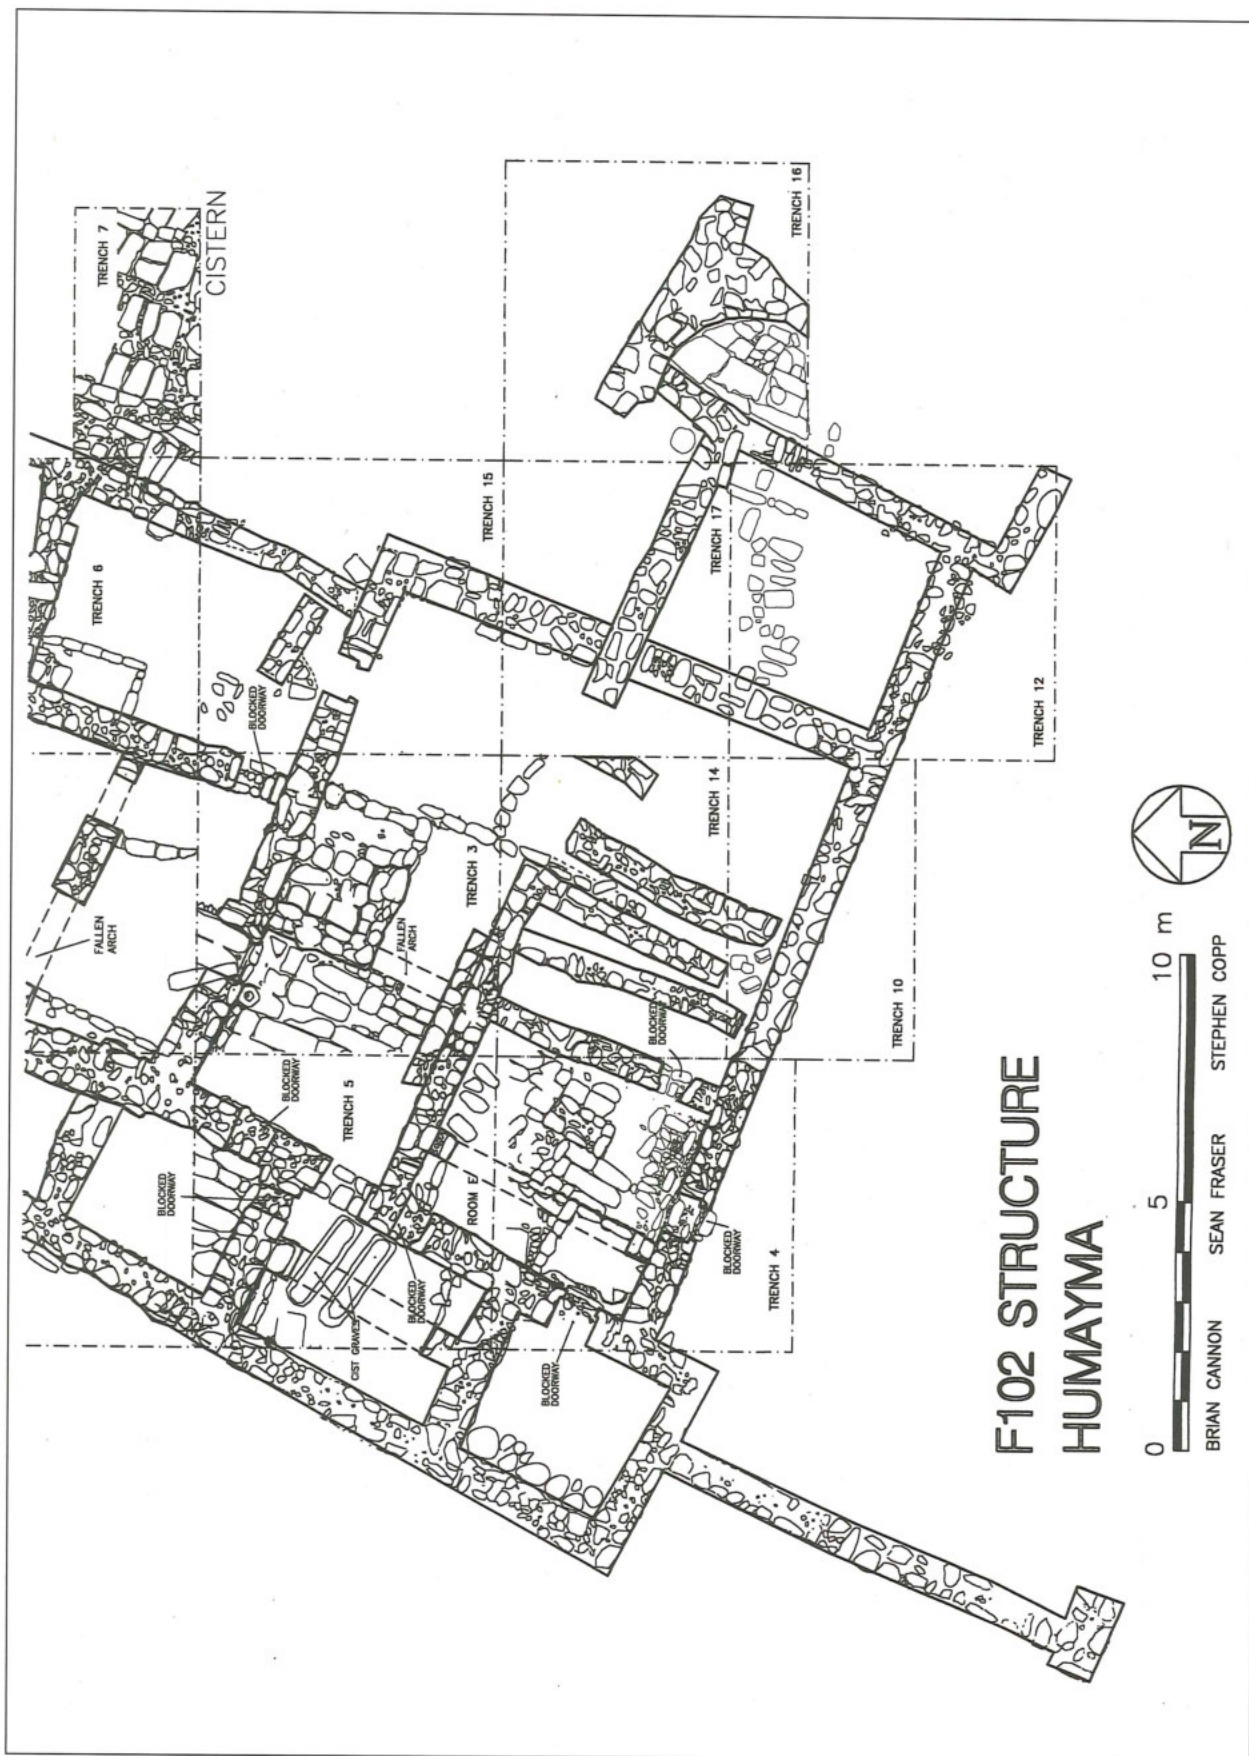 FALLEN
ARCH
TRENCH 6
TRENCH 7
BLOCKED
DOORWAY
CISTERN
BLOCKED
DOORWAY
BLOCKED
DOORWAY
TRENCH 5
CIST GRAVES
BLOCKED
DOORWAY
FALLEN
ARCH
ROOM E
TRENCH 3
TRENCH 15
BLOCKED
DOORWAY
BLOCKED
DOORWAY
TRENCH 14
TRENCH 17
BLOCKED
DOORWAY
TRENCH 4
TRENCH 16
TRENCH 10
TRENCH 12
F102 STRUCTURE
HUMAYMA
0 5 10 m
N
BRIAN CANNON SEAN FRASER STEPHEN COPP